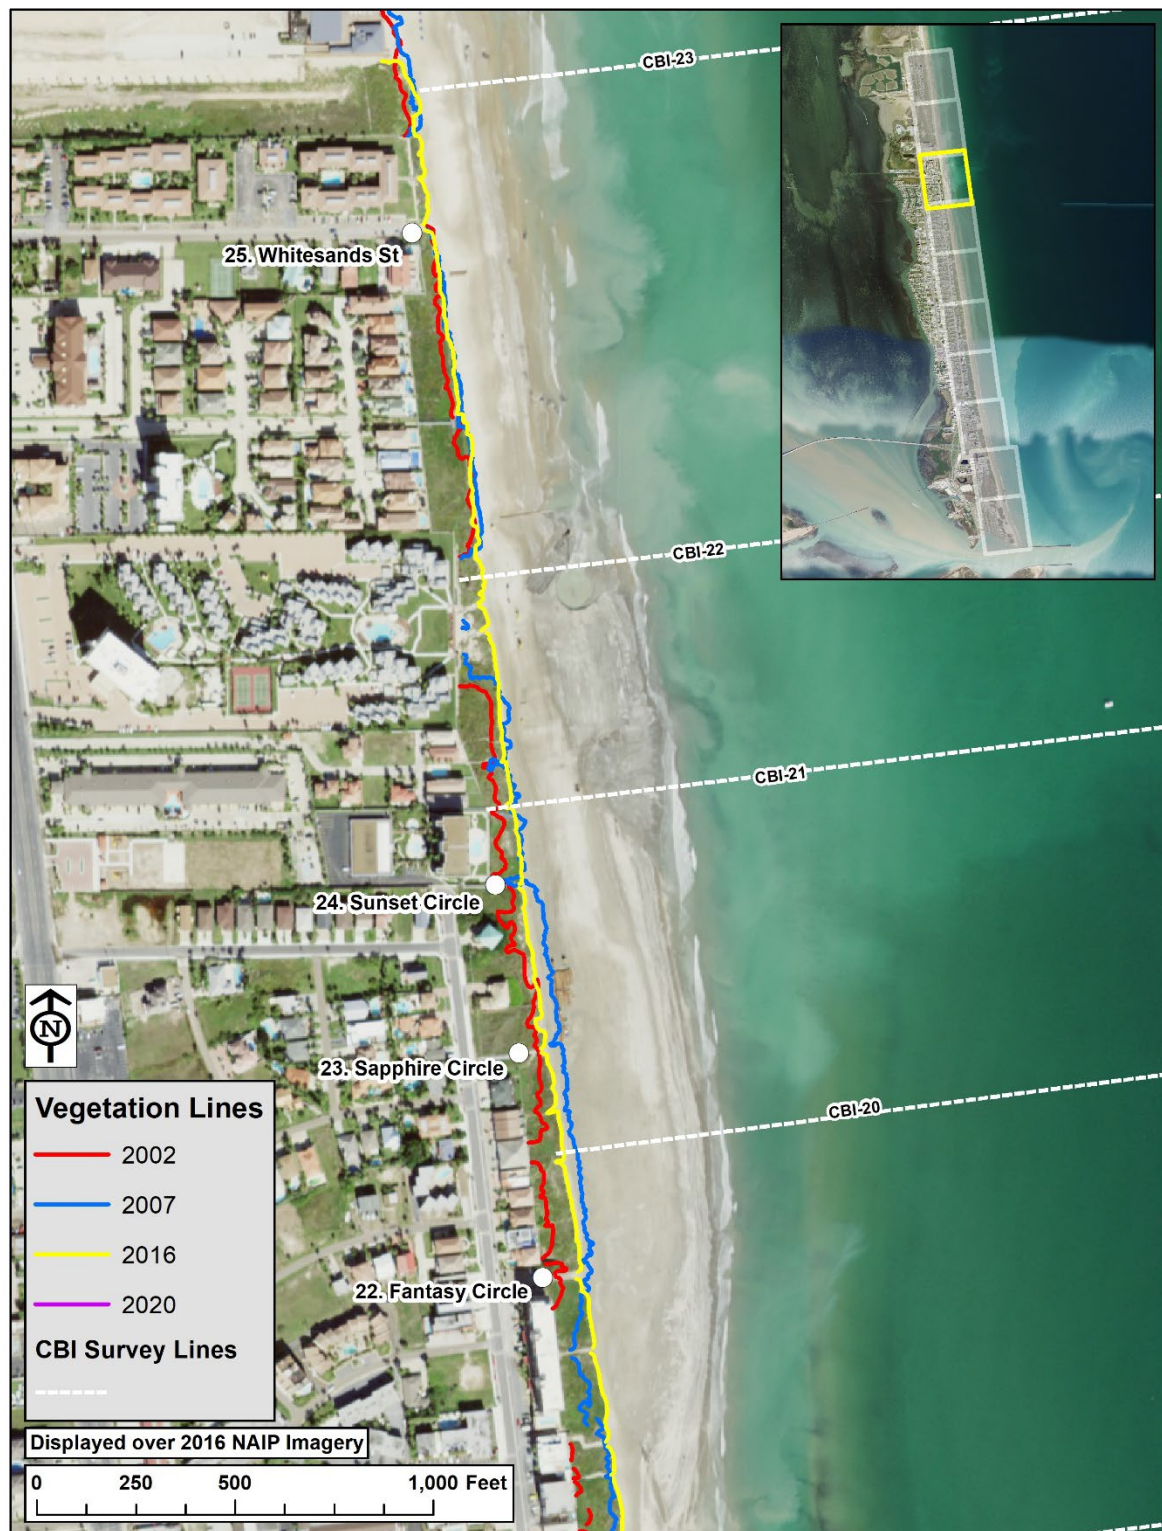 CBI-23
25. Whitesands St
CBI-22
CBI-21
24. Sunset Circle
23. Sapphire Circle
CBI-20
22. Fantasy Circle
N
Vegetation Lines
2002
2007
2016
2020
CBI Survey Lines
Displayed over 2016 NAIP Imagery
0 250 500 1,000 Feet